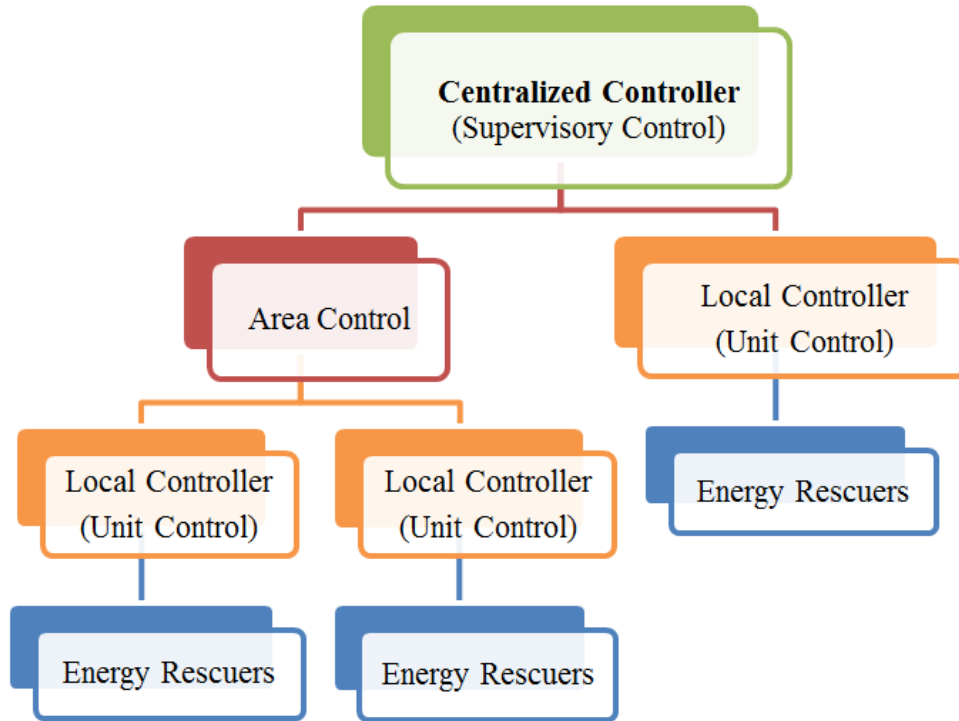 Centralized Controller
(Supervisory Control)
Area Control
Local Controller
(Unit Control)
Local Controller
(Unit Control)
Local Controller
(Unit Control)
Energy Rescuers
Energy Rescuers
Energy Rescuers